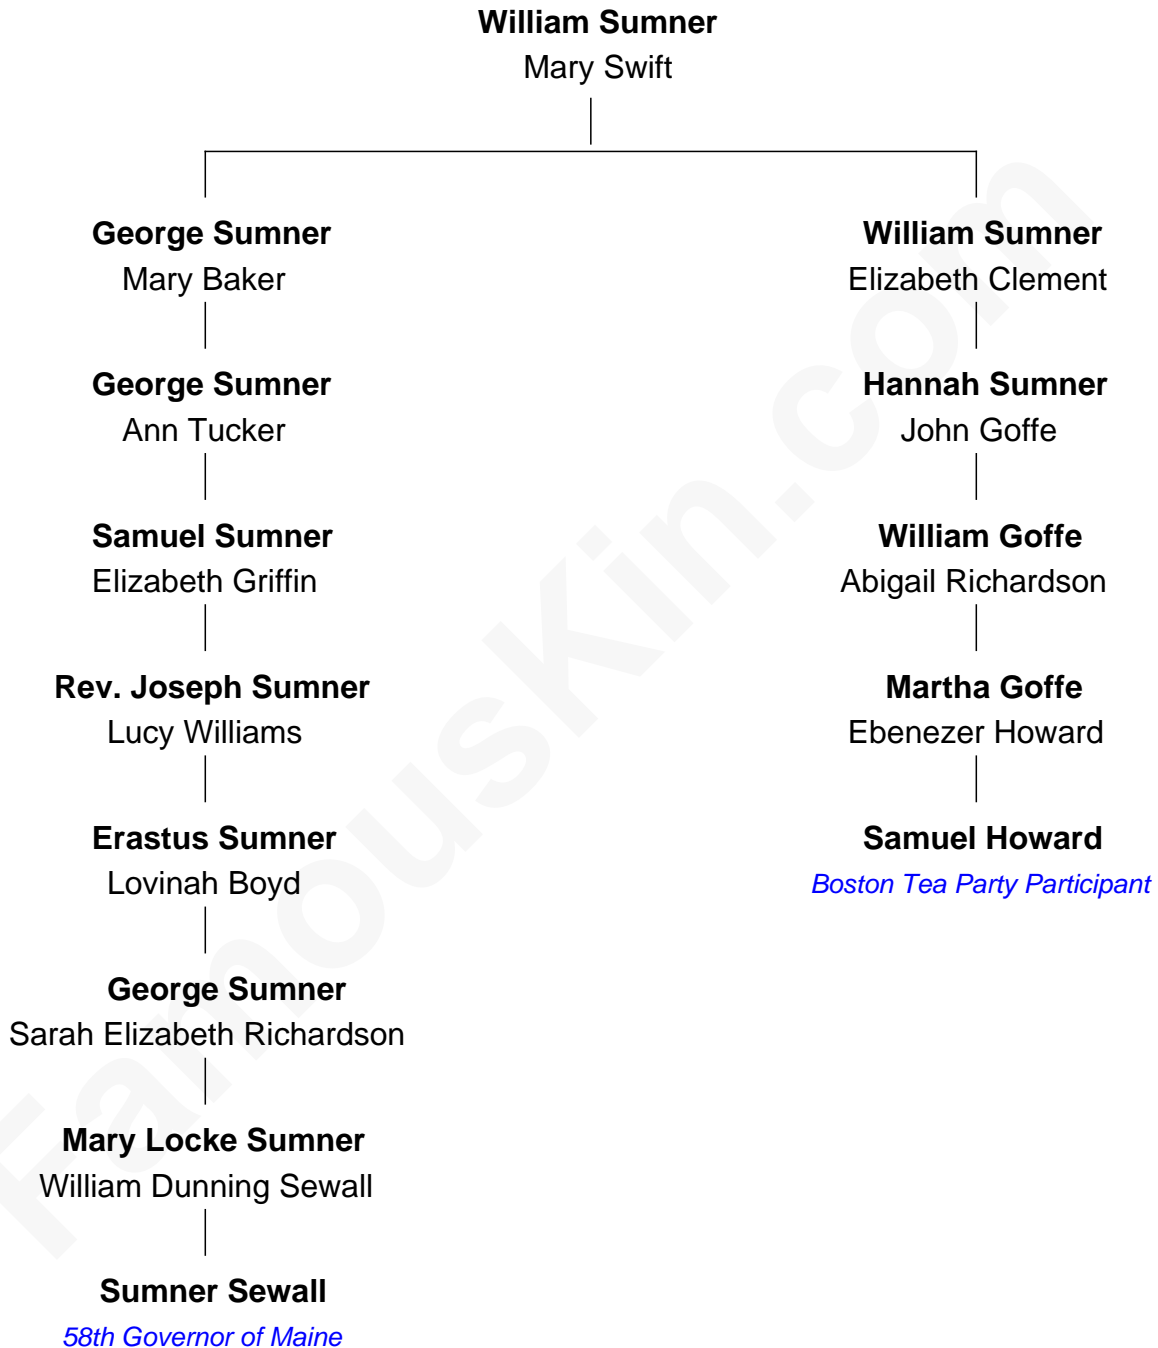 William Sumner
Mary Swift
George Sumner
Mary Baker
William Sumner
Elizabeth Clement
George Sumner
Ann Tucker
Hannah Sumner
John Goffe
Samuel Sumner
Elizabeth Griffin
William Goffe
Abigail Richardson
Rev. Joseph Sumner
Lucy Williams
Martha Goffe
Ebenezer Howard
Erastus Sumner
Lovinah Boyd
Samuel Howard
Boston Tea Party Participant
George Sumner
Sarah Elizabeth Richardson
Mary Locke Sumner
William Dunning Sewall
Sumner Sewall
58th Governor of Maine
FamousKin.com